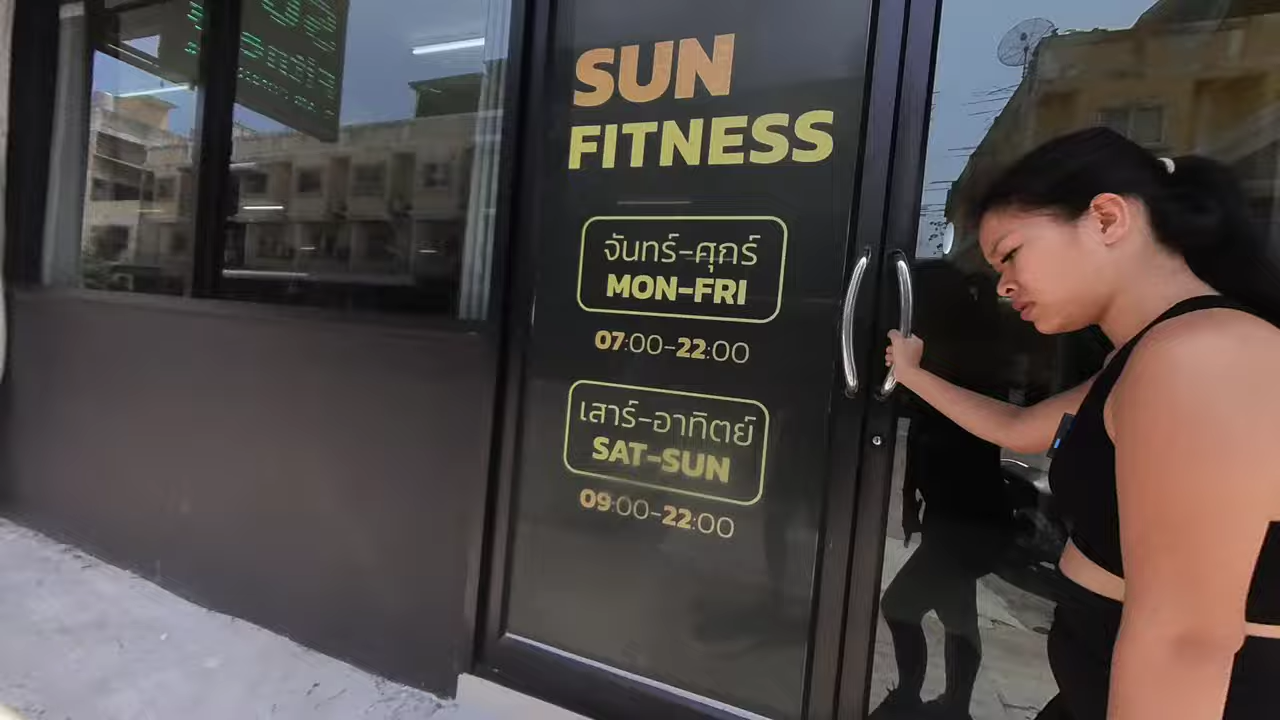 SUN
FITNESS
จันทร์-ศุกร์
MON-FRI
07:00-22:00
เสาร์-อาทิตย์
SAT-SUN
09:00-22:00